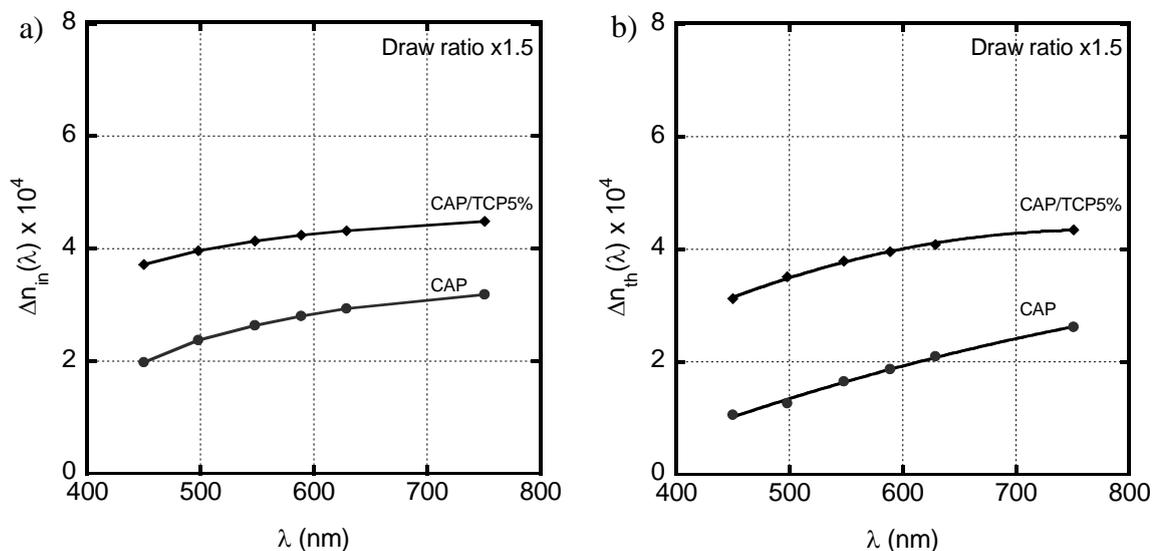 a)
Draw ratio x1.5
8
6
4
2
0
CAP/TCP5%
CAP
Δn_in(λ) x 10^4
400 500 600 700 800
λ (nm)
b)
Draw ratio x1.5
8
6
4
2
0
CAP/TCP5%
CAP
Δn_th(λ) x 10^4
400 500 600 700 800
λ (nm)